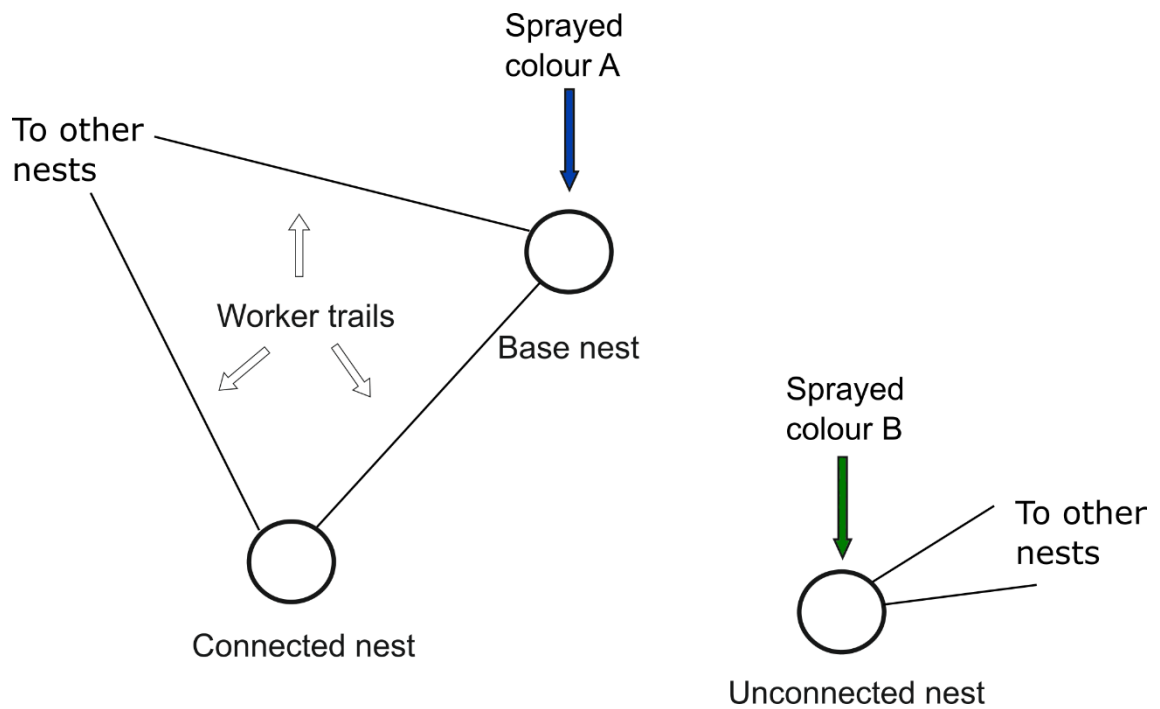 Sprayed
colour A
To other
nests
Worker trails
Base nest
Sprayed
colour B
To other
nests
Connected nest
Unconnected nest